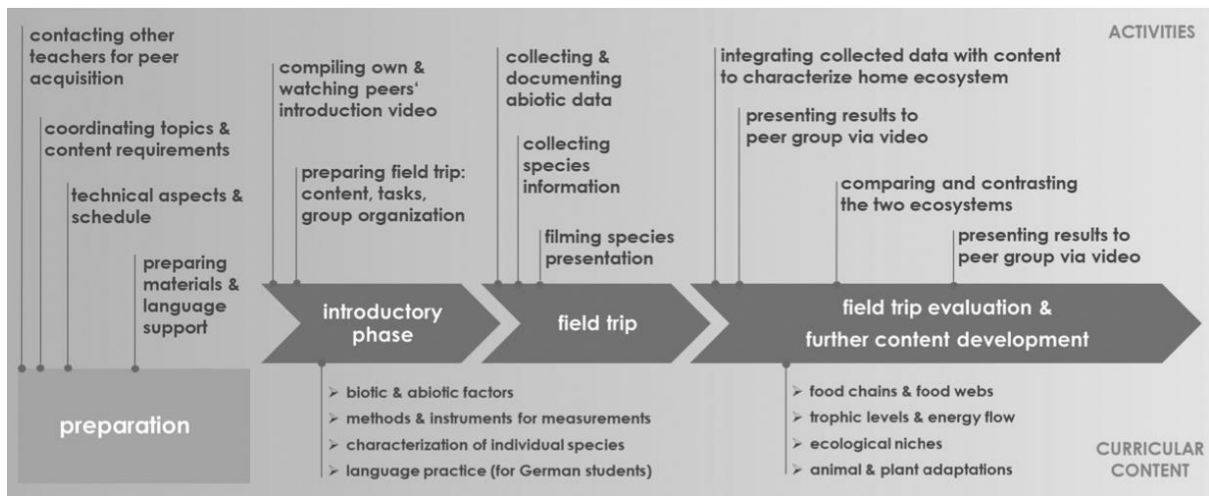 ACTIVITIES
contacting other
teachers for peer
acquisition
coordinating topics &
content requirements
technical aspects &
schedule
preparing
materials &
language
support
preparation
compiling own &
watching peers'
introduction video
preparing field trip:
content, tasks,
group organization
introductory
phase
➢ biotic & abiotic factors
➢ methods & instruments for measurements
➢ characterization of individual species
➢ language practice (for German students)
collecting &
documenting
abiotic data
collecting
species
information
filming species
presentation
field trip
integrating collected data with content
to characterize home ecosystem
presenting results to
peer group via video
comparing and contrasting
the two ecosystems
presenting results to
peer group via video
field trip evaluation &
further content development
➢ food chains & food webs
➢ trophic levels & energy flow
➢ ecological niches
➢ animal & plant adaptations
CURRICULAR
CONTENT